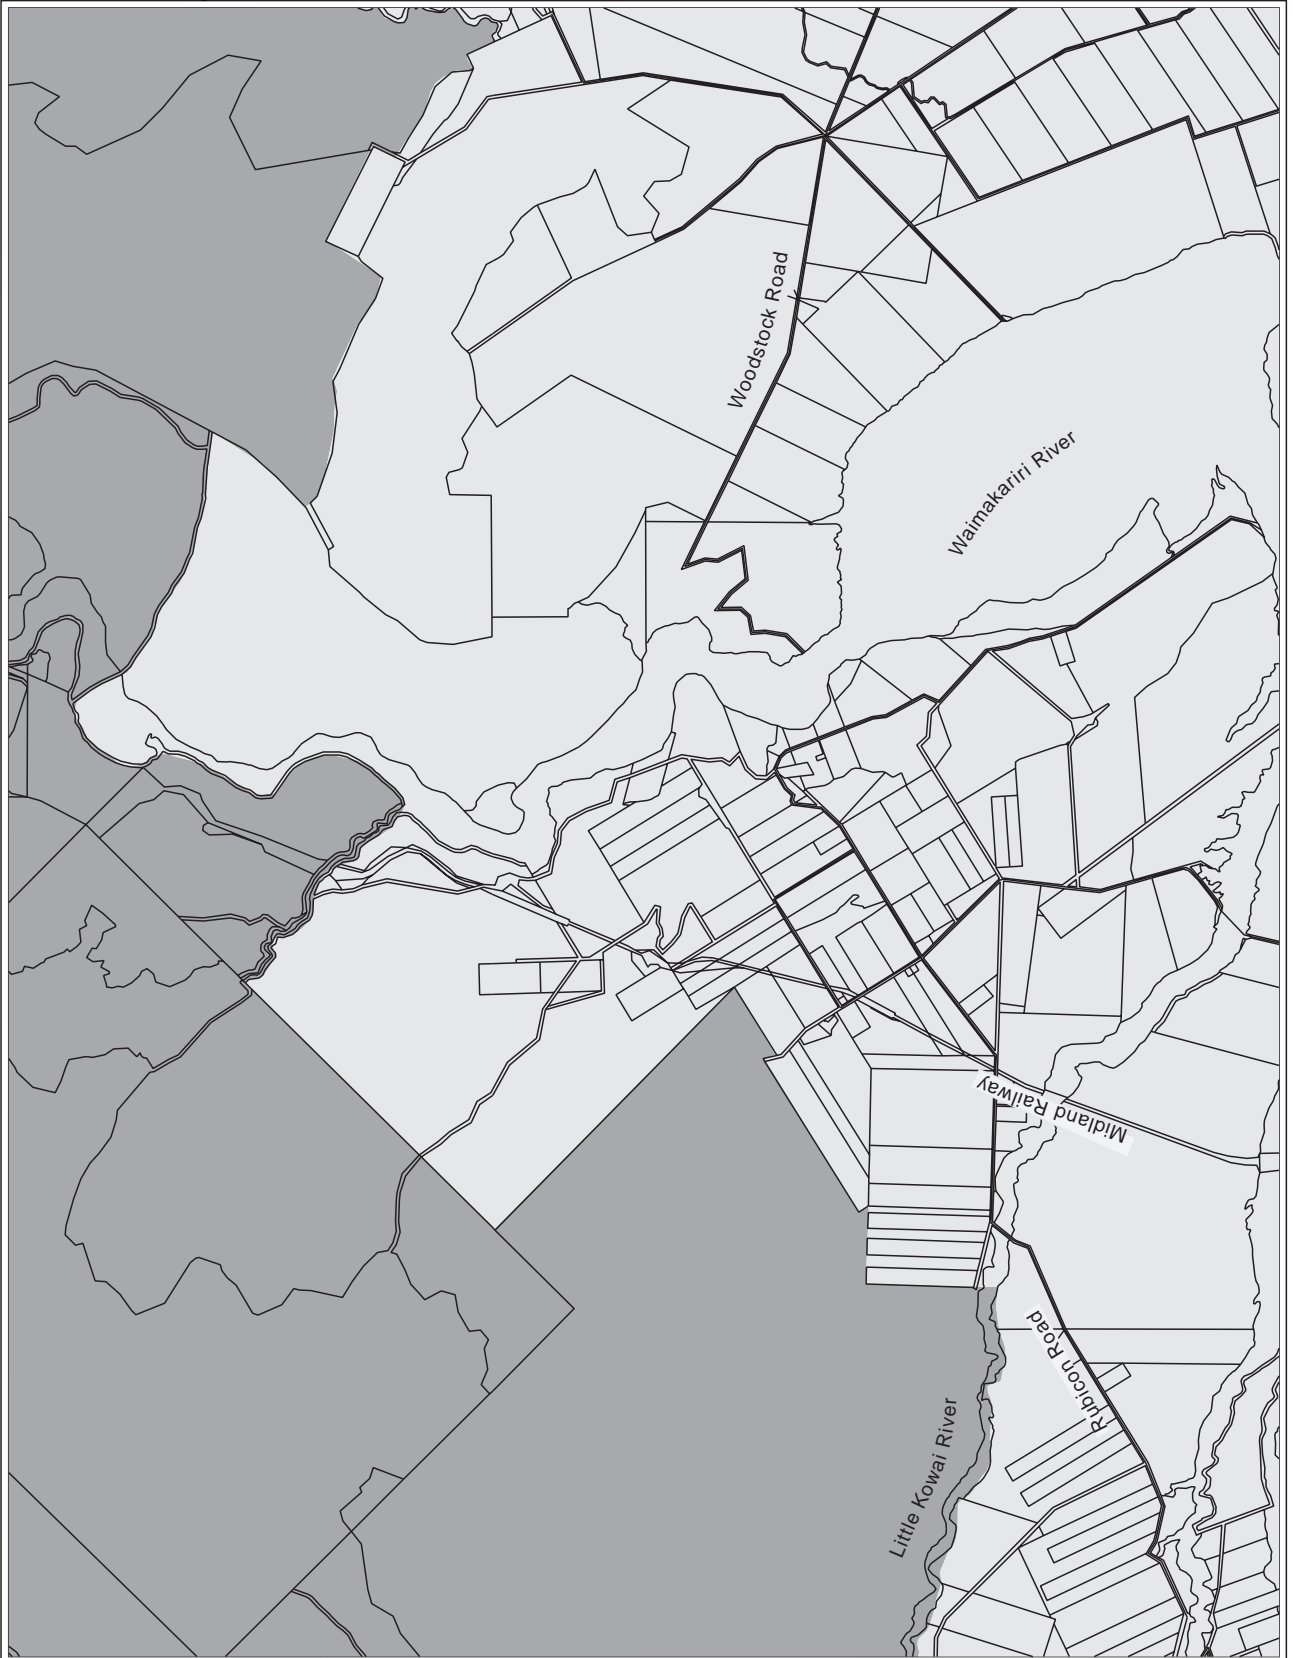 Woodstock Road
Waimakariri River
Midland Railway
Rubicon Road
Little Kowai River